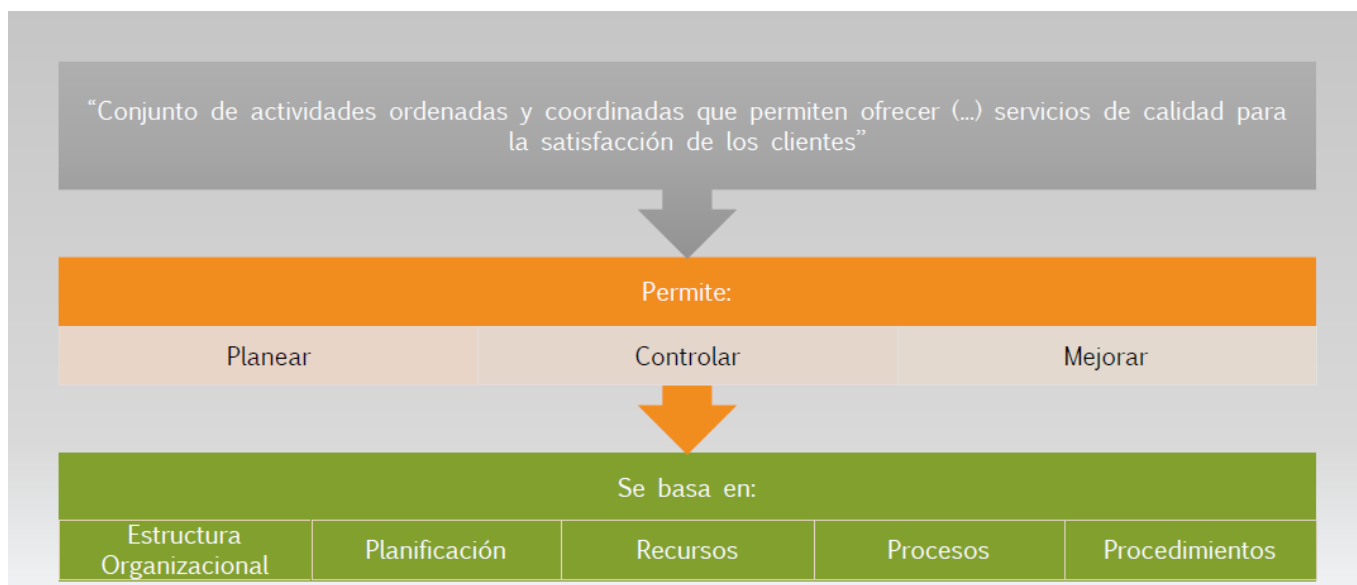 “Conjunto de actividades ordenadas y coordinadas que permiten ofrecer (...) servicios de calidad para
la satisfacción de los clientes”
Permite:
Planear
Controlar
Mejorar
Se basa en:
Estructura
Organizacional
Planificación
Recursos
Procesos
Procedimientos